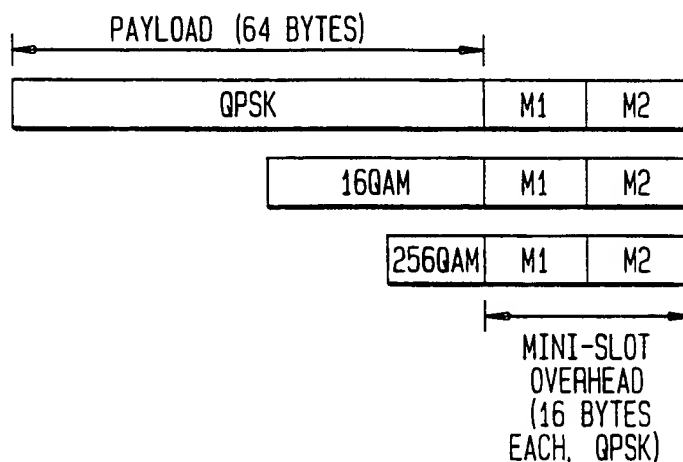 PAYLOAD (64 BYTES)
QPSK M1 M2
16QAM M1 M2
256QAM M1 M2
MINI-SLOT
OVERHEAD
(16 BYTES
EACH, QPSK)